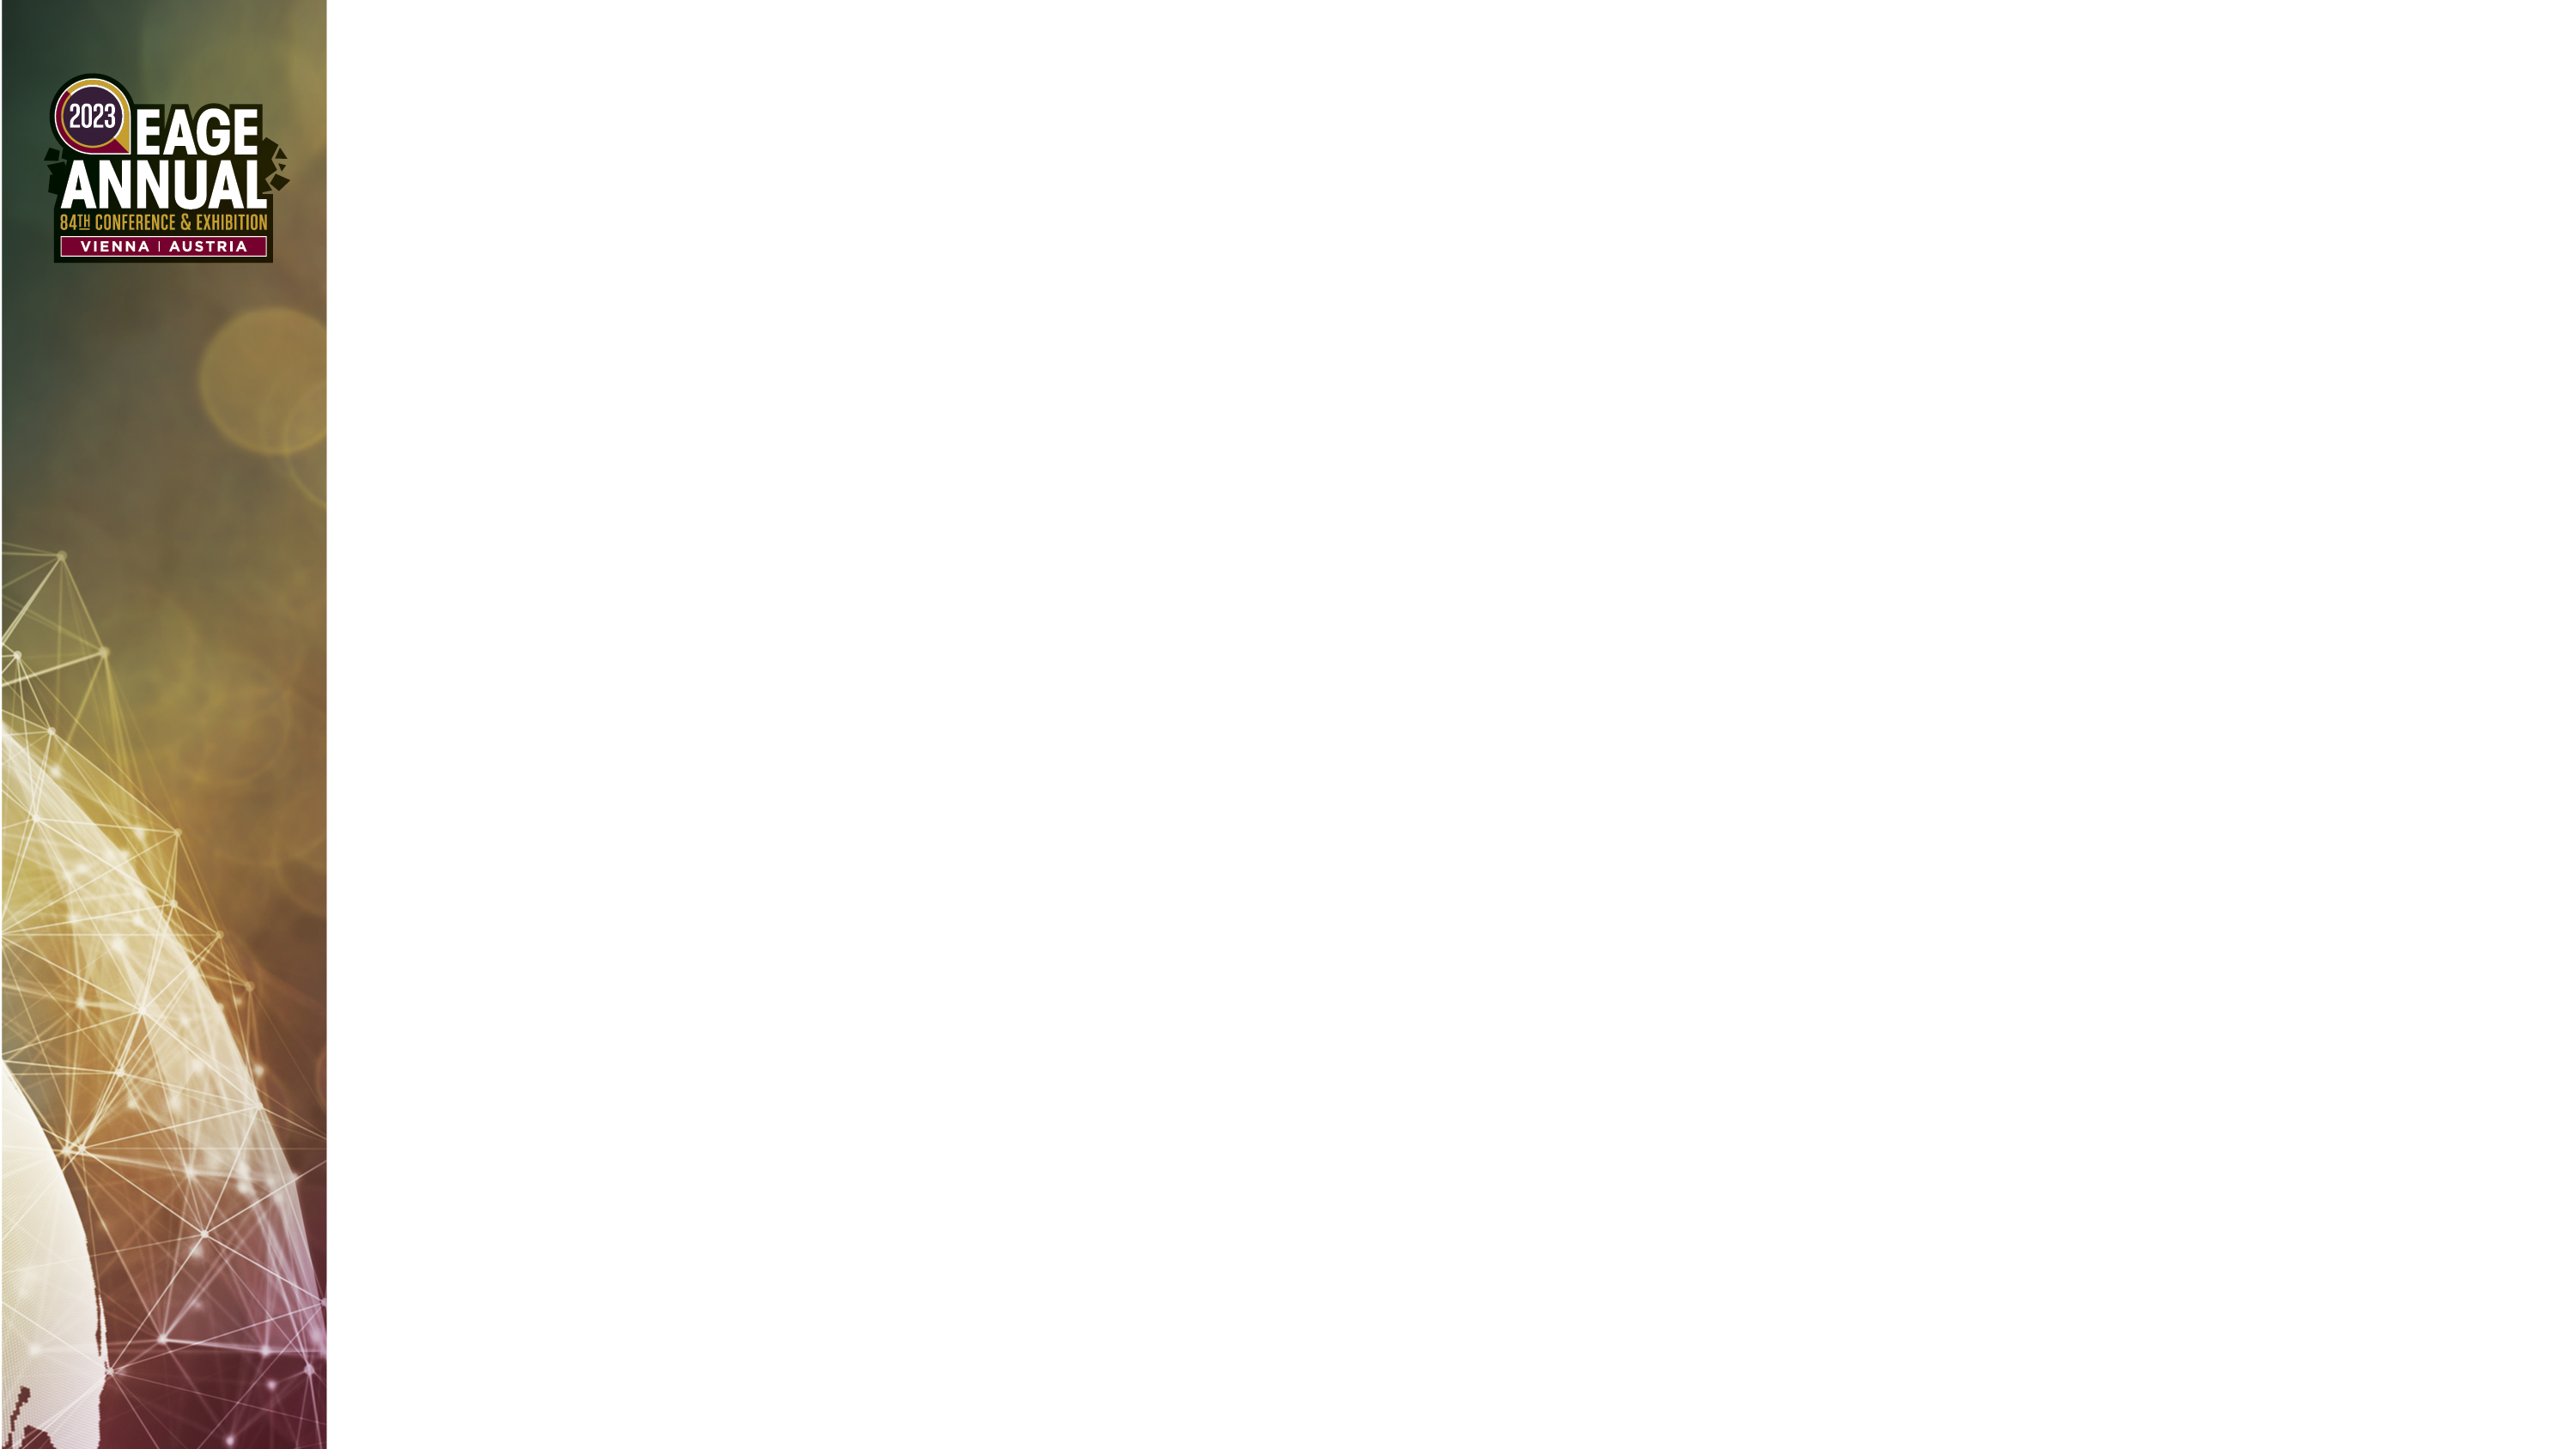 2023
EAGE
ANNUAL
84TH CONFERENCE & EXHIBITION
VIENNA | AUSTRIA